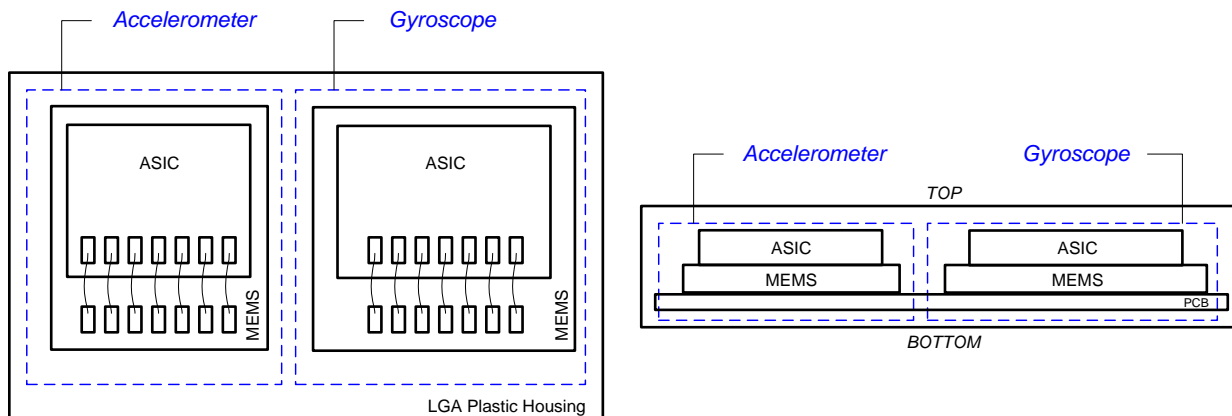 Accelerometer
Gyroscope
ASIC
ASIC
MEMS
MEMS
LGA Plastic Housing
Accelerometer
Gyroscope
TOP
ASIC
ASIC
MEMS
MEMS
PCB
BOTTOM